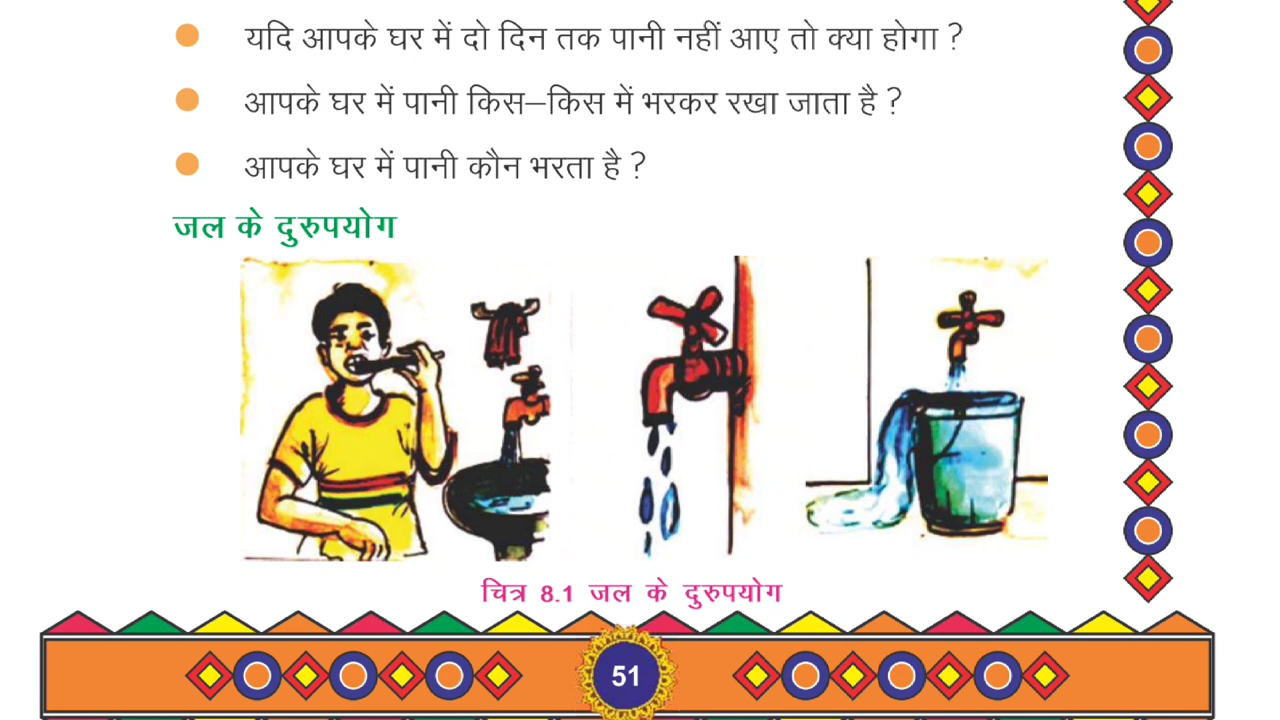 यदि आपके घर में दो दिन तक पानी नहीं आए तो क्या होगा ?
आपके घर में पानी किस–किस में भरकर रखा जाता है ?
आपके घर में पानी कौन भरता है ?
जल के दुरुपयोग
चित्र 8.1 जल के दुरुपयोग
51